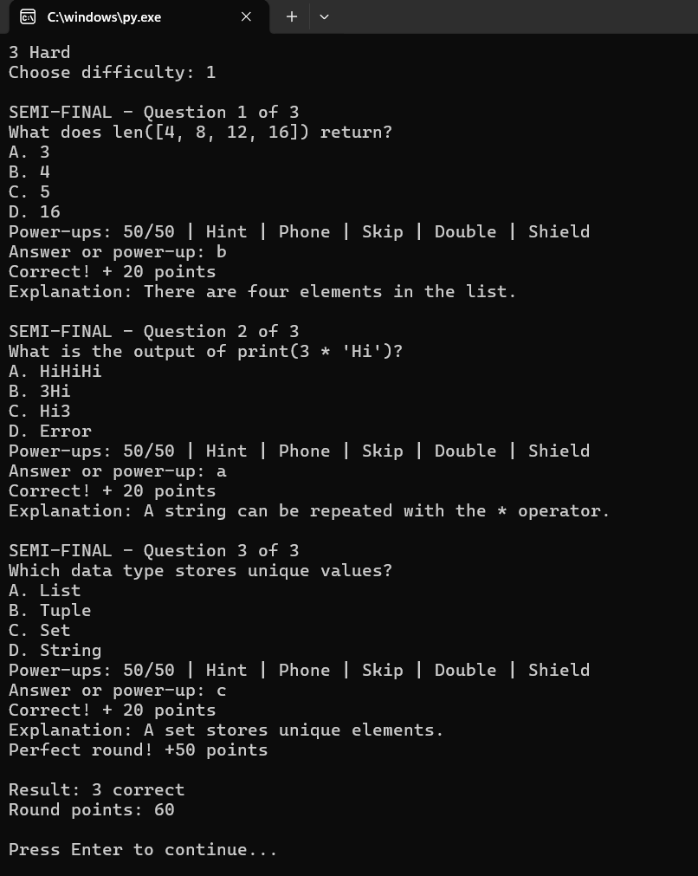 C:\windows\py.exe
3 Hard
Choose difficulty: 1
SEMI-FINAL - Question 1 of 3
What does len([4, 8, 12, 16]) return?
A. 3
B. 4
C. 5
D. 16
Power-ups: 50/50 | Hint | Phone | Skip | Double | Shield
Answer or power-up: b
Correct! + 20 points
Explanation: There are four elements in the list.
SEMI-FINAL - Question 2 of 3
What is the output of print(3 * 'Hi')?
A. HiHiHi
B. 3Hi
C. Hi3
D. Error
Power-ups: 50/50 | Hint | Phone | Skip | Double | Shield
Answer or power-up: a
Correct! + 20 points
Explanation: A string can be repeated with the * operator.
SEMI-FINAL - Question 3 of 3
Which data type stores unique values?
A. List
B. Tuple
C. Set
D. String
Power-ups: 50/50 | Hint | Phone | Skip | Double | Shield
Answer or power-up: c
Correct! + 20 points
Explanation: A set stores unique elements.
Perfect round! +50 points
Result: 3 correct
Round points: 60
Press Enter to continue...